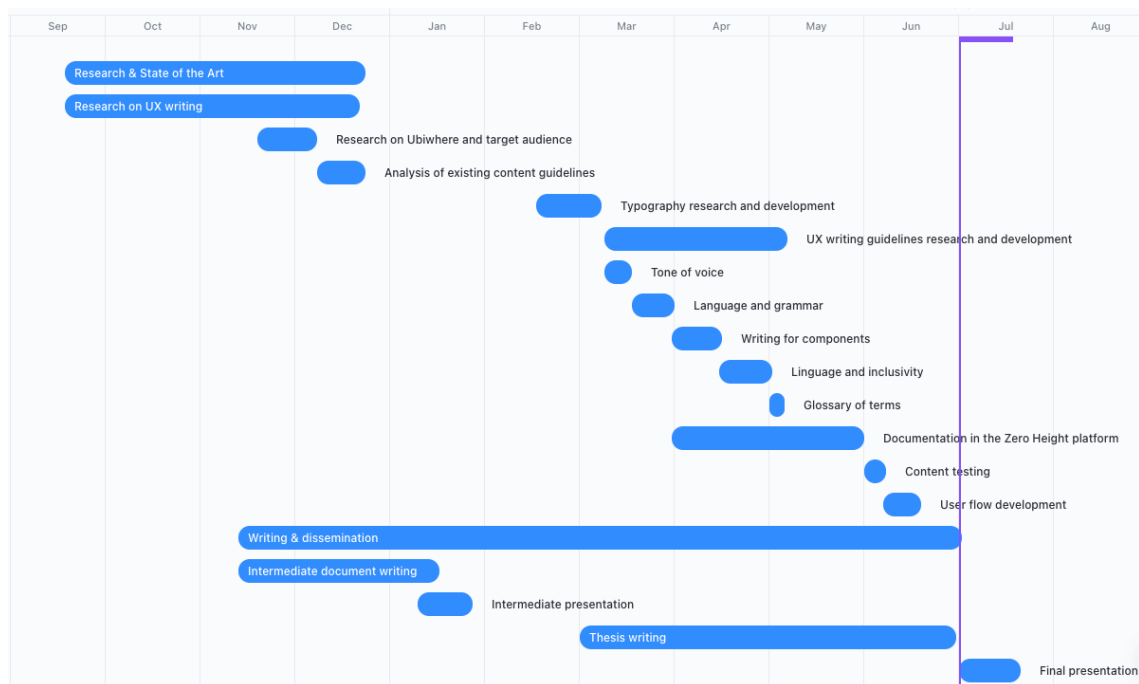 Sep Oct Nov Dec Jan Feb Mar Apr May Jun Jul Aug
Research & State of the Art
Research on UX writing
Research on Ubiwhere and target audience
Analysis of existing content guidelines
Typography research and development
UX writing guidelines research and development
Tone of voice
Language and grammar
Writing for components
Linguage and inclusivity
Glossary of terms
Documentation in the Zero Height platform
Content testing
User flow development
Writing & dissemination
Intermediate document writing
Intermediate presentation
Thesis writing
Final presentation